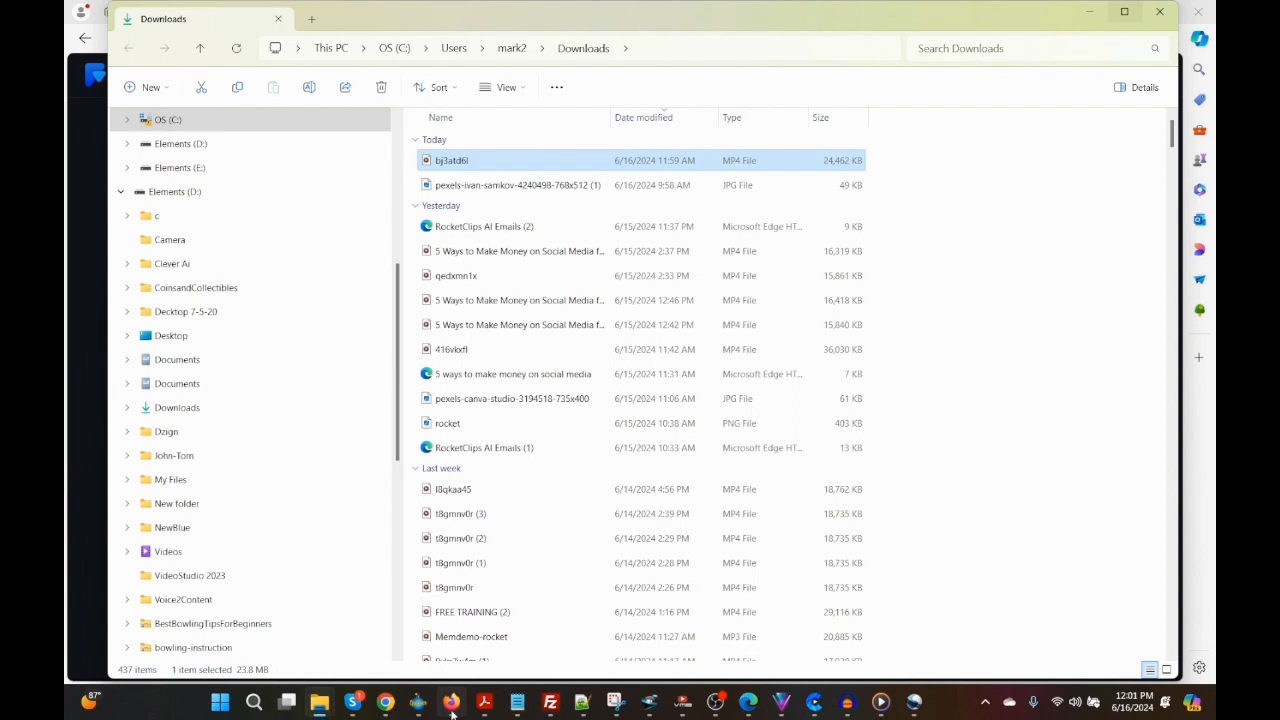 Downloads
This PC > OS (C:) > Users > mark2 > Downloads >
Search Downloads
New
Sort
View
Details
Name Date modified Type Size
OS (C:)
Elements (D:)
Elements (E:)
Elements (D:)
c
Camera
Clever Ai
CoinsandCollectibles
Decktop 7-5-20
Desktop
Documents
Documents
Downloads
Dzign
John-Tom
My Files
New folder
NewBlue
Videos
VideoStudio 2023
Voice2Content
BestBowlingTipsForBeginners
bowling-instruction
Today
bj3atd6l 6/16/2024 11:59 AM MP4 File 24,462 KB
pexels-ivan-samkov-4240498-768x512 (1) 6/16/2024 9:58 AM JPG File 49 KB
Yesterday
RocketClips AI Emails (2) 6/15/2024 11:37 PM Microsoft Edge HT... 9 KB
5 Ways to Make Money on Social Media f... 6/15/2024 2:37 PM MP4 File 16,319 KB
qedxmn1x 6/15/2024 2:33 PM MP4 File 15,861 KB
5 Ways to Make Money on Social Media f... 6/15/2024 12:46 PM MP4 File 16,418 KB
5 Ways to Make Money on Social Media f... 6/15/2024 12:42 PM MP4 File 15,840 KB
416vkxfl 6/15/2024 11:42 AM MP4 File 36,030 KB
5 ways to make money on social media 6/15/2024 11:31 AM Microsoft Edge HT... 7 KB
pexels-canva-studio-3194518-735x400 6/15/2024 11:06 AM JPG File 61 KB
rocket 6/15/2024 10:38 AM PNG File 403 KB
RocketClips AI Emails (1) 6/15/2024 10:33 AM Microsoft Edge HT... 13 KB
Last week
l8qkaa45 6/14/2024 4:56 PM MP4 File 18,762 KB
t8gmnv0r (3) 6/14/2024 2:39 PM MP4 File 18,735 KB
t8gmnv0r (2) 6/14/2024 2:29 PM MP4 File 18,735 KB
t8gmnv0r (1) 6/14/2024 2:28 PM MP4 File 18,735 KB
t8gmnv0r 6/14/2024 2:26 PM MP4 File 18,735 KB
FREE TRAINING (2) 6/14/2024 1:16 PM MP4 File 29,116 KB
Memdemo-rocket 6/14/2024 11:27 AM MP3 File 20,885 KB
437 items 1 item selected 23.8 MB
87°
12:01 PM
6/16/2024